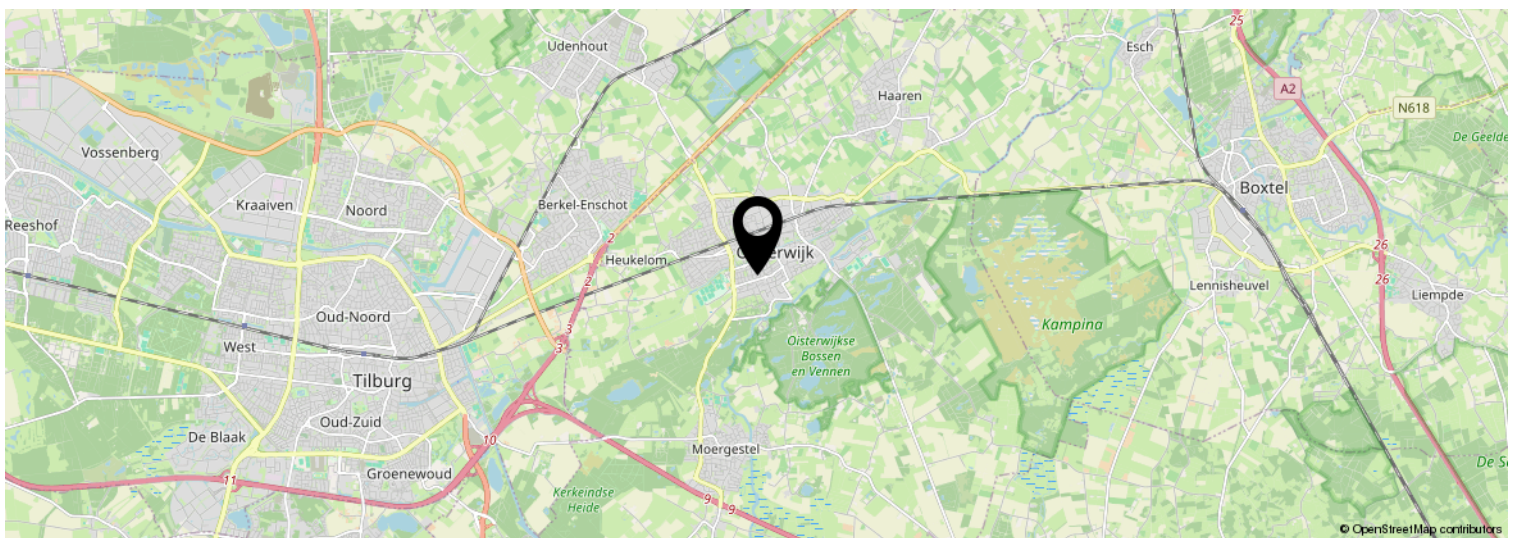 25
Udenhout
Esch
A2
Haaren
N618
De Geelde
Vossenberg
Boxtel
Kraaiven
Noord
Berkel-Enschot
Reeshof
2
26
Heukelom
2
26
Lennisheuvel
Liempde
Oud-Noord
Kampina
3
3
West
Oisterwijkse
Bossen
en Vennen
Tilburg
Oud-Zuid
De Blaak
10
Moergestel
De S
Groenewoud
11
Kerkeindse
Heide
9
9
© OpenStreetMap contributors